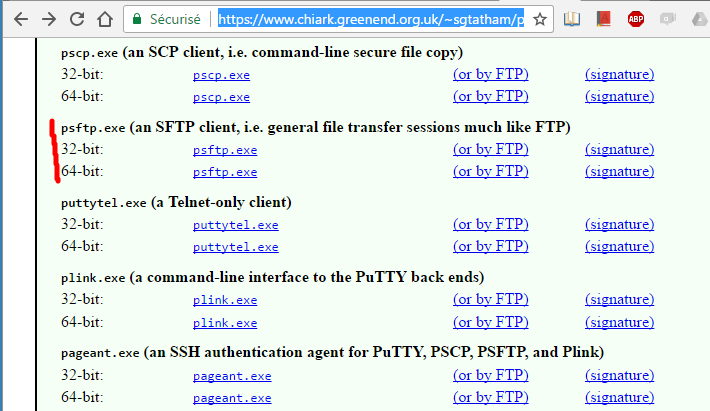 Sécurisé https://www.chiark.greenend.org.uk/~sgtatham/p
ABP
pscp.exe (an SCP client, i.e. command-line secure file copy)
32-bit: pscp.exe (or by FTP) (signature)
64-bit: pscp.exe (or by FTP) (signature)
psftp.exe (an SFTP client, i.e. general file transfer sessions much like FTP)
32-bit: psftp.exe (or by FTP) (signature)
64-bit: psftp.exe (or by FTP) (signature)
puttytel.exe (a Telnet-only client)
32-bit: puttytel.exe (or by FTP) (signature)
64-bit: puttytel.exe (or by FTP) (signature)
plink.exe (a command-line interface to the PuTTY back ends)
32-bit: plink.exe (or by FTP) (signature)
64-bit: plink.exe (or by FTP) (signature)
pageant.exe (an SSH authentication agent for PuTTY, PSCP, PSFTP, and Plink)
32-bit: pageant.exe (or by FTP) (signature)
64-bit: pageant.exe (or by FTP) (signature)